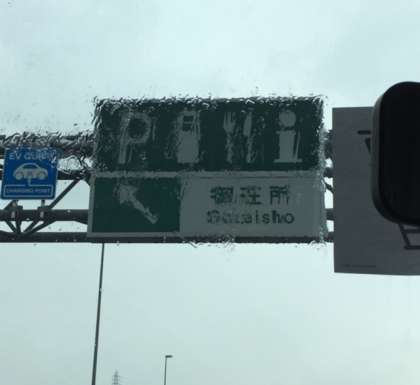 EV QUICK
CHARGING POINT
P i
御在所
Gozaisho